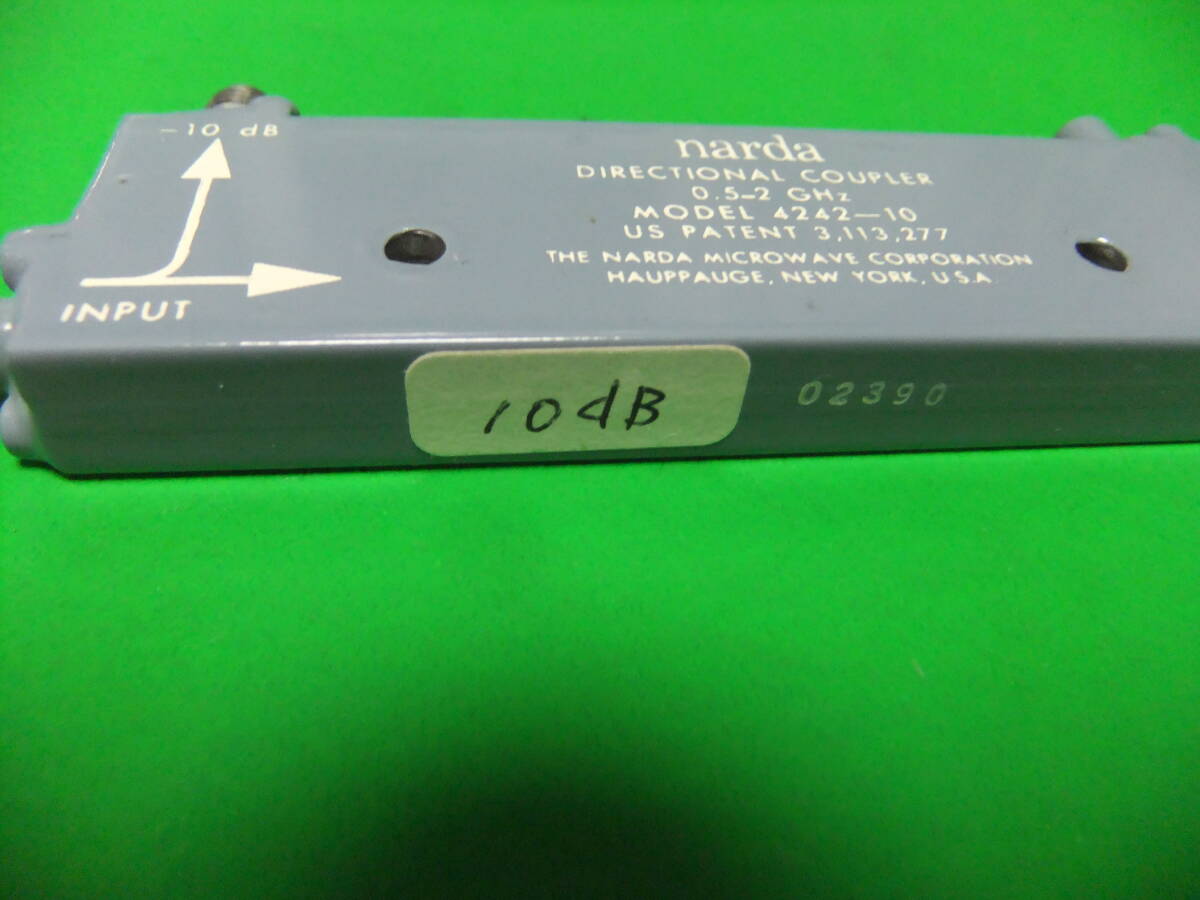 -10 dB
INPUT
narda
DIRECTIONAL COUPLER
0.5-2 GHz
MODEL 4242-10
US PATENT 3,113,277
THE NARDA MICROWAVE CORPORATION
HAUPPAUGE, NEW YORK, U.S.A.
10dB
02390